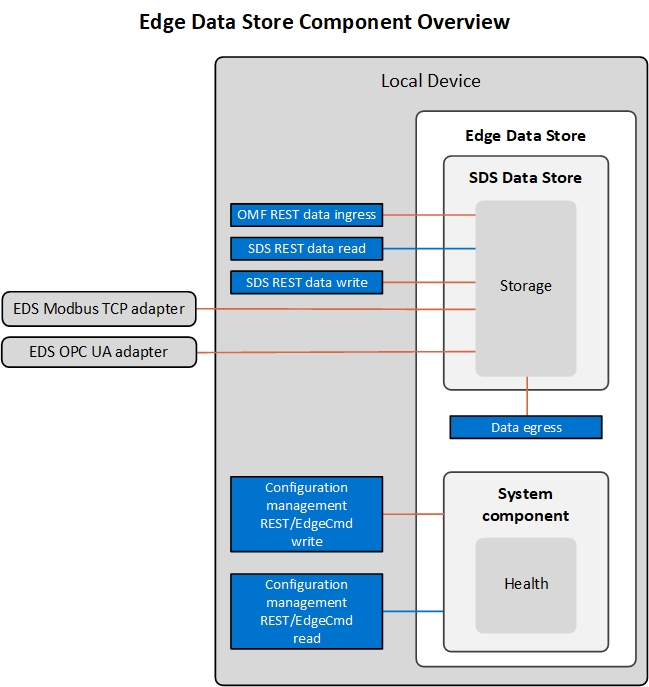 Edge Data Store Component Overview
Local Device
Edge Data Store
SDS Data Store
OMF REST data ingress
SDS REST data read
SDS REST data write
Storage
EDS Modbus TCP adapter
EDS OPC UA adapter
Data egress
Configuration
management
REST/EdgeCmd
write
System
component
Configuration
management
REST/EdgeCmd
read
Health